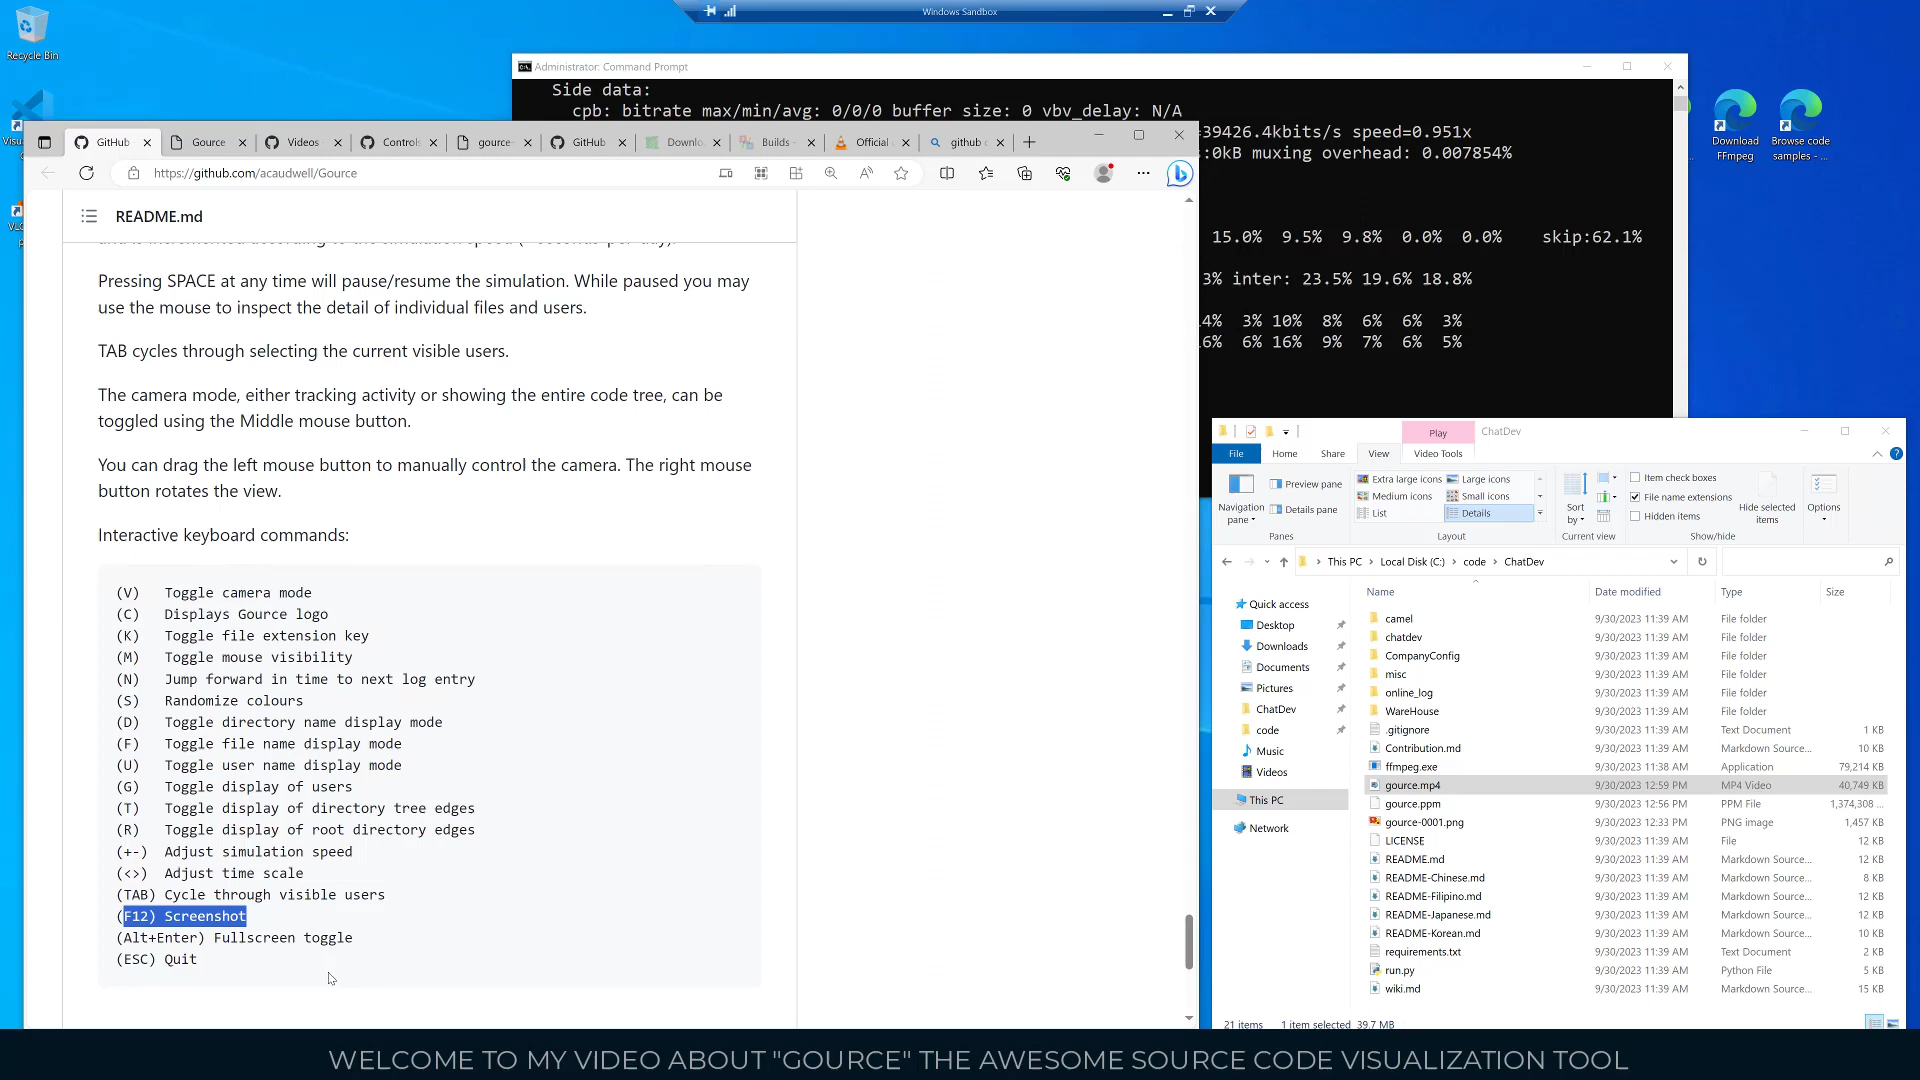 Windows Sandbox
Recycle Bin
Administrator: Command Prompt
Side data:
cpb: bitrate max/min/avg: 0/0/0 buffer size: 0 vbv_delay: N/A
39426.4kbits/s speed=0.951x
:0kB muxing overhead: 0.007854%
15.0% 9.5% 9.8% 0.0% 0.0% skip:62.1%
3% inter: 23.5% 19.6% 18.8%
4% 3% 10% 8% 6% 6% 3%
6% 6% 16% 9% 7% 6% 5%
Download
FFmpeg
Browse code
samples - ...
GitHub
Gource
Videos
Controls
gource-
GitHub
Downlo
Builds -
Official
github c
https://github.com/acaudwell/Gource
README.md
Pressing SPACE at any time will pause/resume the simulation. While paused you may
use the mouse to inspect the detail of individual files and users.
TAB cycles through selecting the current visible users.
The camera mode, either tracking activity or showing the entire code tree, can be
toggled using the Middle mouse button.
You can drag the left mouse button to manually control the camera. The right mouse
button rotates the view.
Interactive keyboard commands:
(V) Toggle camera mode
(C) Displays Gource logo
(K) Toggle file extension key
(M) Toggle mouse visibility
(N) Jump forward in time to next log entry
(S) Randomize colours
(D) Toggle directory name display mode
(F) Toggle file name display mode
(U) Toggle user name display mode
(G) Toggle display of users
(T) Toggle display of directory tree edges
(R) Toggle display of root directory edges
(+-) Adjust simulation speed
(<>) Adjust time scale
(TAB) Cycle through visible users
(F12) Screenshot
(Alt+Enter) Fullscreen toggle
(ESC) Quit
Play
ChatDev
File Home Share View Video Tools
Navigation
pane
Preview pane
Details pane
Panes
Extra large icons Large icons
Medium icons Small icons
List Details
Layout
Sort
by
Current view
Item check boxes
File name extensions
Hidden items
Hide selected
items
Show/hide
Options
This PC > Local Disk (C:) > code > ChatDev
Quick access
Desktop
Downloads
Documents
Pictures
ChatDev
code
Music
Videos
This PC
Network
Name Date modified Type Size
camel 9/30/2023 11:39 AM File folder
chatdev 9/30/2023 11:39 AM File folder
CompanyConfig 9/30/2023 11:39 AM File folder
misc 9/30/2023 11:39 AM File folder
online_log 9/30/2023 11:39 AM File folder
WareHouse 9/30/2023 11:39 AM File folder
.gitignore 9/30/2023 11:39 AM Text Document 1 KB
Contribution.md 9/30/2023 11:39 AM Markdown Source... 10 KB
ffmpeg.exe 9/30/2023 11:38 AM Application 79,214 KB
gource.mp4 9/30/2023 12:59 PM MP4 Video 40,749 KB
gource.ppm 9/30/2023 12:56 PM PPM File 1,374,308 ...
gource-0001.png 9/30/2023 12:33 PM PNG image 1,457 KB
LICENSE 9/30/2023 11:39 AM File 12 KB
README.md 9/30/2023 11:39 AM Markdown Source... 12 KB
README-Chinese.md 9/30/2023 11:39 AM Markdown Source... 8 KB
README-Filipino.md 9/30/2023 11:39 AM Markdown Source... 12 KB
README-Japanese.md 9/30/2023 11:39 AM Markdown Source... 12 KB
README-Korean.md 9/30/2023 11:39 AM Markdown Source... 10 KB
requirements.txt 9/30/2023 11:39 AM Text Document 2 KB
run.py 9/30/2023 11:39 AM Python File 5 KB
wiki.md 9/30/2023 11:39 AM Markdown Source... 15 KB
21 items 1 item selected 39.7 MB
WELCOME TO MY VIDEO ABOUT "GOURCE" THE AWESOME SOURCE CODE VISUALIZATION TOOL